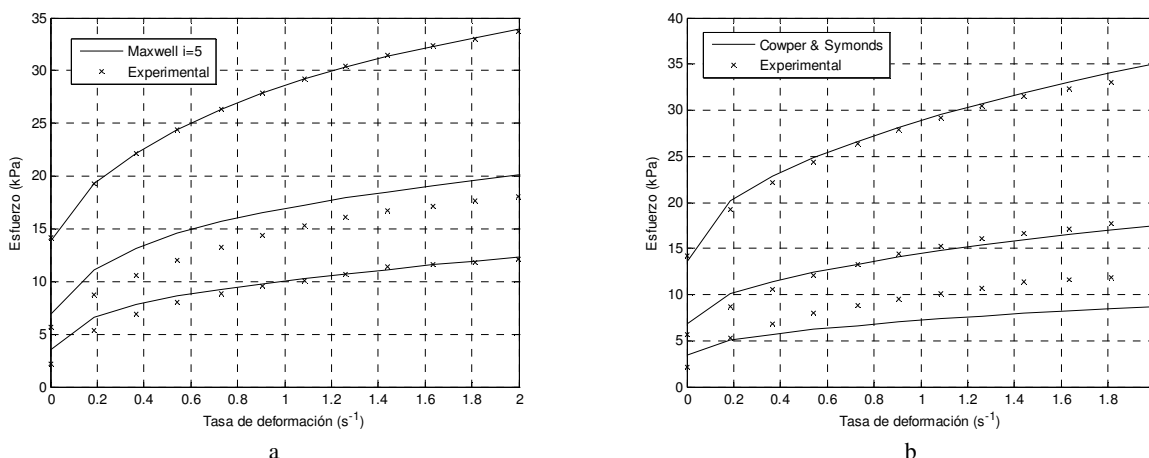 35
30
25
20
15
10
5
0
Esfuerzo (kPa)
Maxwell i=5
Experimental
0 0.2 0.4 0.6 0.8 1 1.2 1.4 1.6 1.8 2
Tasa de deformación (s⁻¹)
a
40
35
30
25
20
15
10
5
0
Esfuerzo (kPa)
Cowper & Symonds
Experimental
0 0.2 0.4 0.6 0.8 1 1.2 1.4 1.6 1.8
Tasa de deformación (s⁻¹)
b